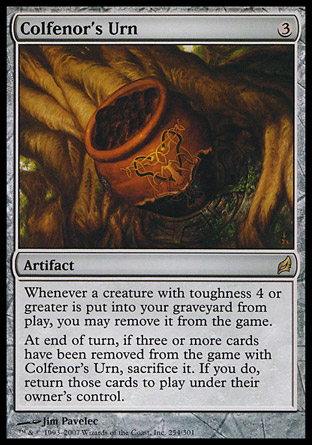 Colfenor's Urn 3
Artifact
Whenever a creature with toughness 4 or
greater is put into your graveyard from
play, you may remove it from the game.
At end of turn, if three or more cards
have been removed from the game with
Colfenor's Urn, sacrifice it. If you do,
return those cards to play under their
owner's control.
Jim Pavelec
™ & © 1993–2007 Wizards of the Coast, Inc. 254/301